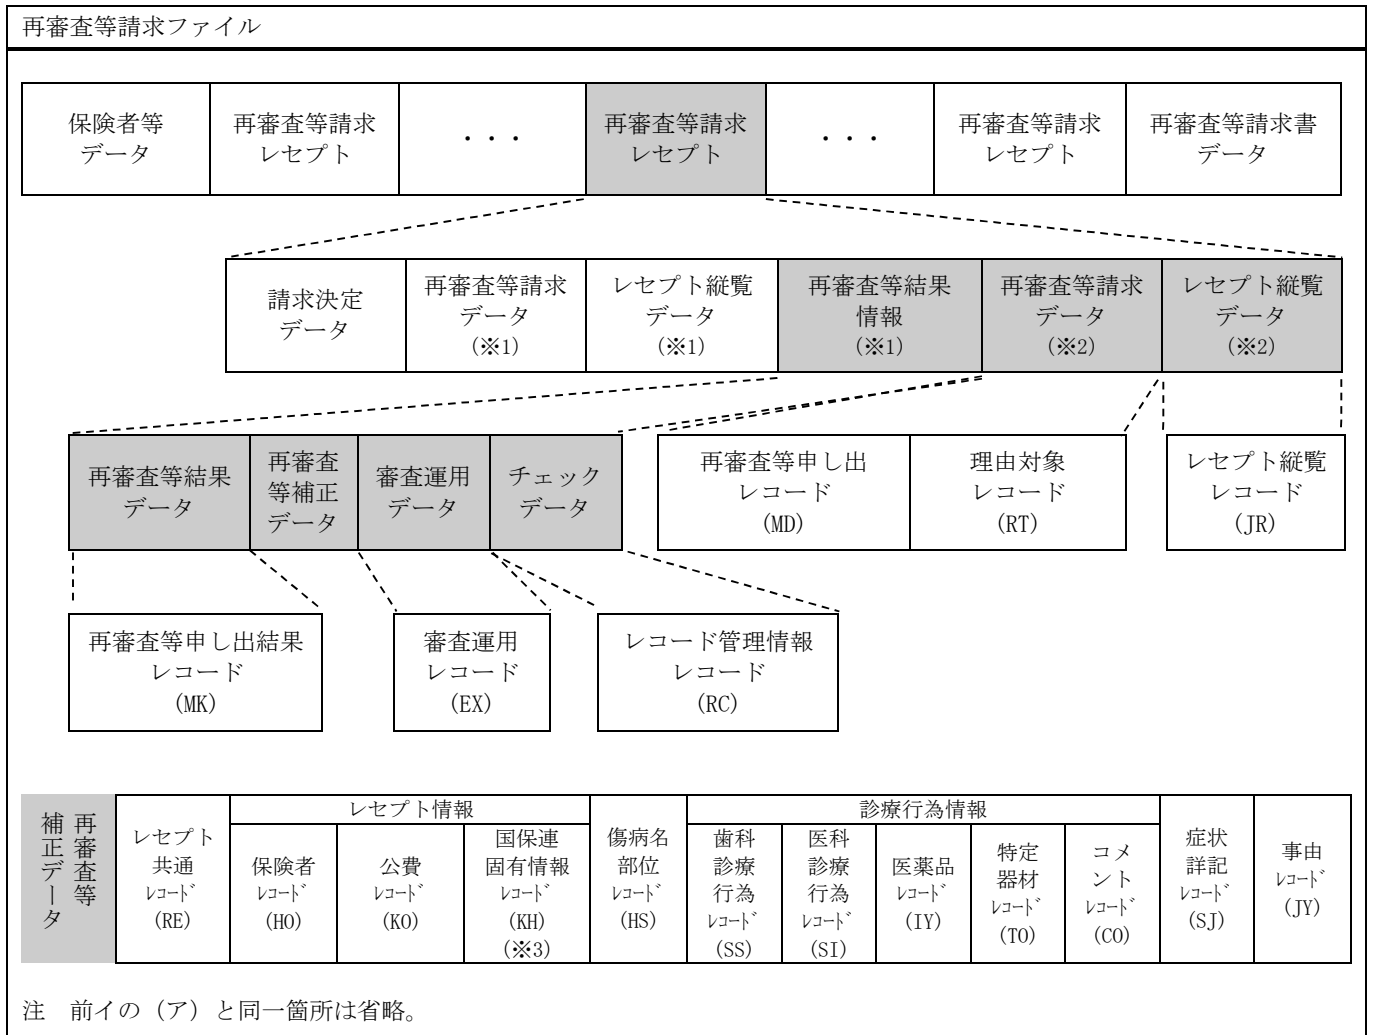 再審査等請求ファイル
保険者等
データ
再審査等請求
レセプト
・・・
再審査等請求
レセプト
・・・
再審査等請求
レセプト
再審査等請求書
データ
請求決定
データ
再審査等請求
データ
(※1)
レセプト縦覧
データ
(※1)
再審査等結果
情報
(※1)
再審査等請求
データ
(※2)
レセプト縦覧
データ
(※2)
再審査等結果
データ
再審査
等補正
データ
審査運用
データ
チェック
データ
再審査等申し出
レコード
(MD)
理由対象
レコード
(RT)
レセプト縦覧
レコード
(JR)
再審査等申し出結果
レコード
(MK)
審査運用
レコード
(EX)
レコード管理情報
レコード
(RC)
再審査等
補正データ
レセプト
共通
ﾚｺｰﾄﾞ
(RE)
レセプト情報
保険者
ﾚｺｰﾄﾞ
(HO)
公費
ﾚｺｰﾄﾞ
(KO)
国保連
固有情報
ﾚｺｰﾄﾞ
(KH)
(※3)
傷病名
部位
ﾚｺｰﾄﾞ
(HS)
診療行為情報
歯科
診療
行為
ﾚｺｰﾄﾞ
(SS)
医科
診療
行為
ﾚｺｰﾄﾞ
(SI)
医薬品
ﾚｺｰﾄﾞ
(IY)
特定
器材
ﾚｺｰﾄﾞ
(TO)
コメ
ント
ﾚｺｰﾄﾞ
(CO)
症状
詳記
ﾚｺｰﾄﾞ
(SJ)
事由
ﾚｺｰﾄﾞ
(JY)
注　前イの（ア）と同一箇所は省略。